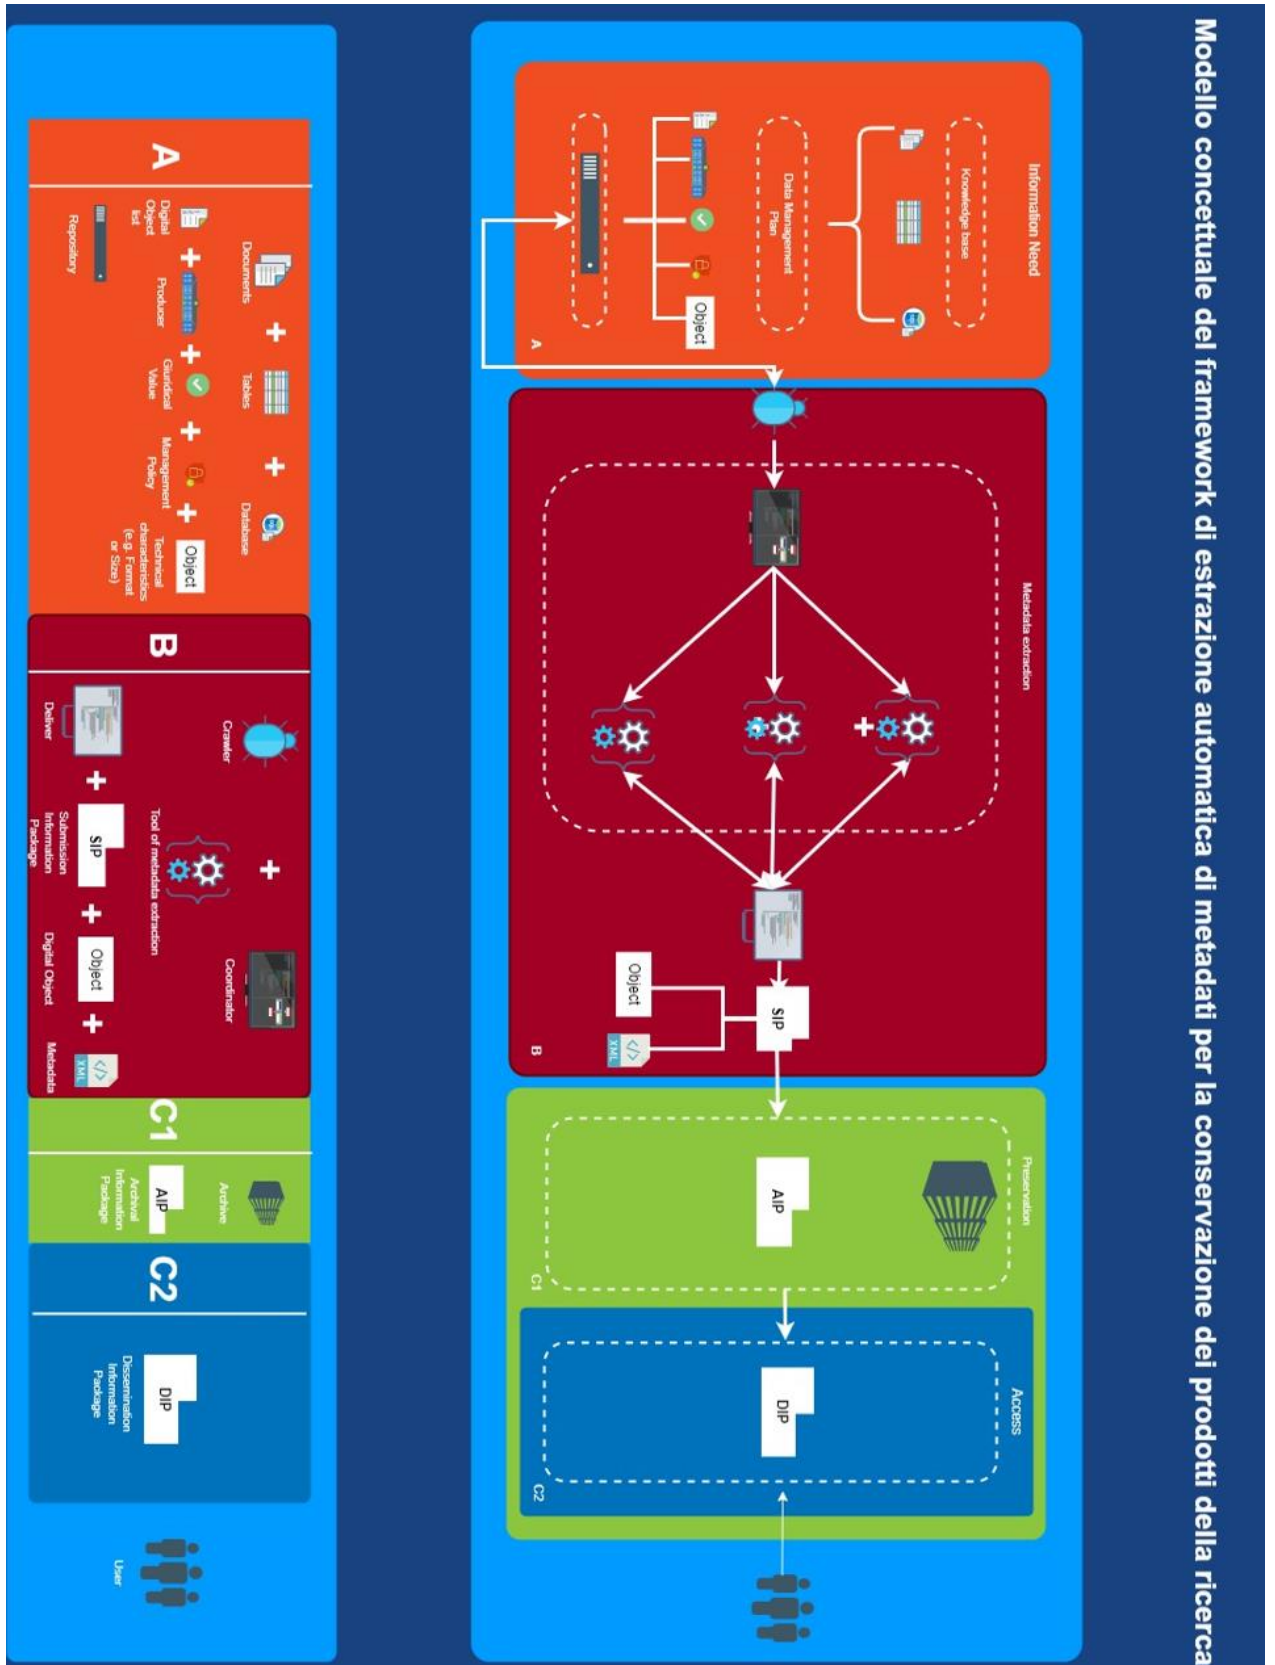 Modello concettuale del framework di estrazione automatica di metadati per la conservazione dei prodotti della ricerca
Information Need
Knowledge base
Data Management
Plan
Object
A
Metadata extraction
+
SIP
Object
XML
B
Preservation
AIP
C1
Access
DIP
C2
A
Documents
+
Tables
+
Database
Digital
Object
list
+
Producer
+
Giuridical
Value
+
Management
Policy
+
Object
Technical
characteristics
(e.g. Format
or Size)
Repository
B
Crawler
+
Coordinator
Tool of metadata extraction
Deliver
+
SIP
Submission
Information
Package
+
Object
Digital Object
+
XML
Metadata
C1
Archive
AIP
Archival
Information
Package
C2
DIP
Dissemination
Information
Package
User